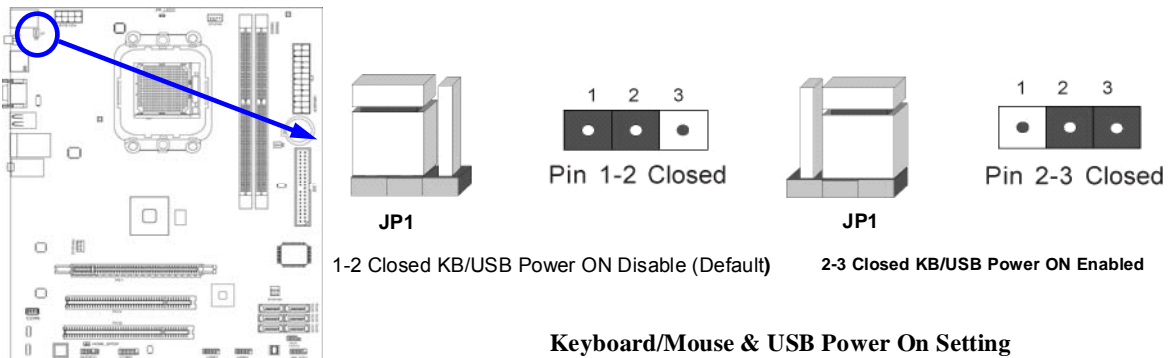 1 2 3
Pin 1-2 Closed
JP1
1-2 Closed KB/USB Power ON Disable (Default)
1 2 3
Pin 2-3 Closed
JP1
2-3 Closed KB/USB Power ON Enabled
Keyboard/Mouse & USB Power On Setting